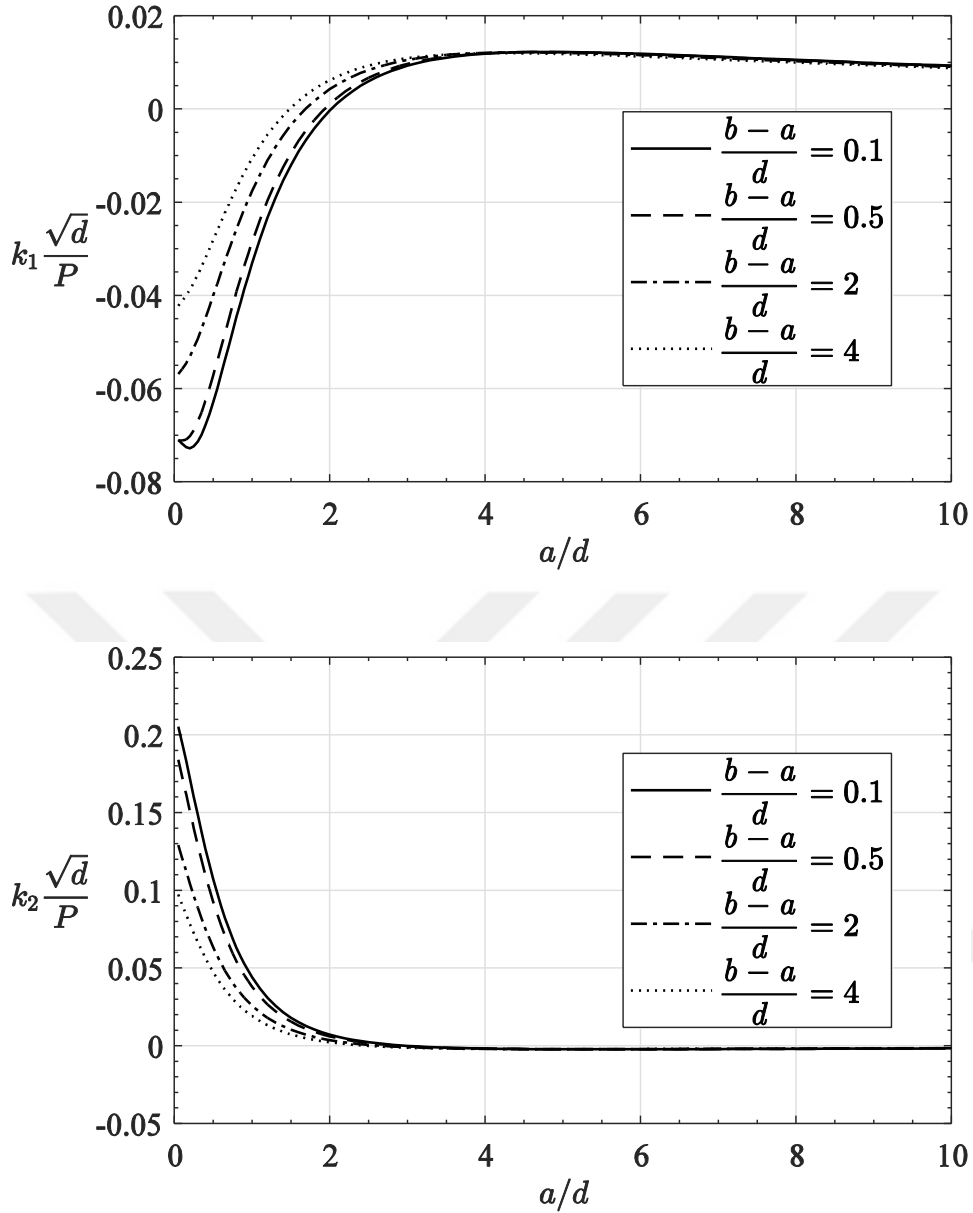 0.02
0
-0.02
-0.04
-0.06
-0.08
k₁ √d / P
(b − a)/d = 0.1
(b − a)/d = 0.5
(b − a)/d = 2
(b − a)/d = 4
0 2 4 6 8 10
a/d
0.25
0.2
0.15
0.1
0.05
0
-0.05
k₂ √d / P
(b − a)/d = 0.1
(b − a)/d = 0.5
(b − a)/d = 2
(b − a)/d = 4
0 2 4 6 8 10
a/d